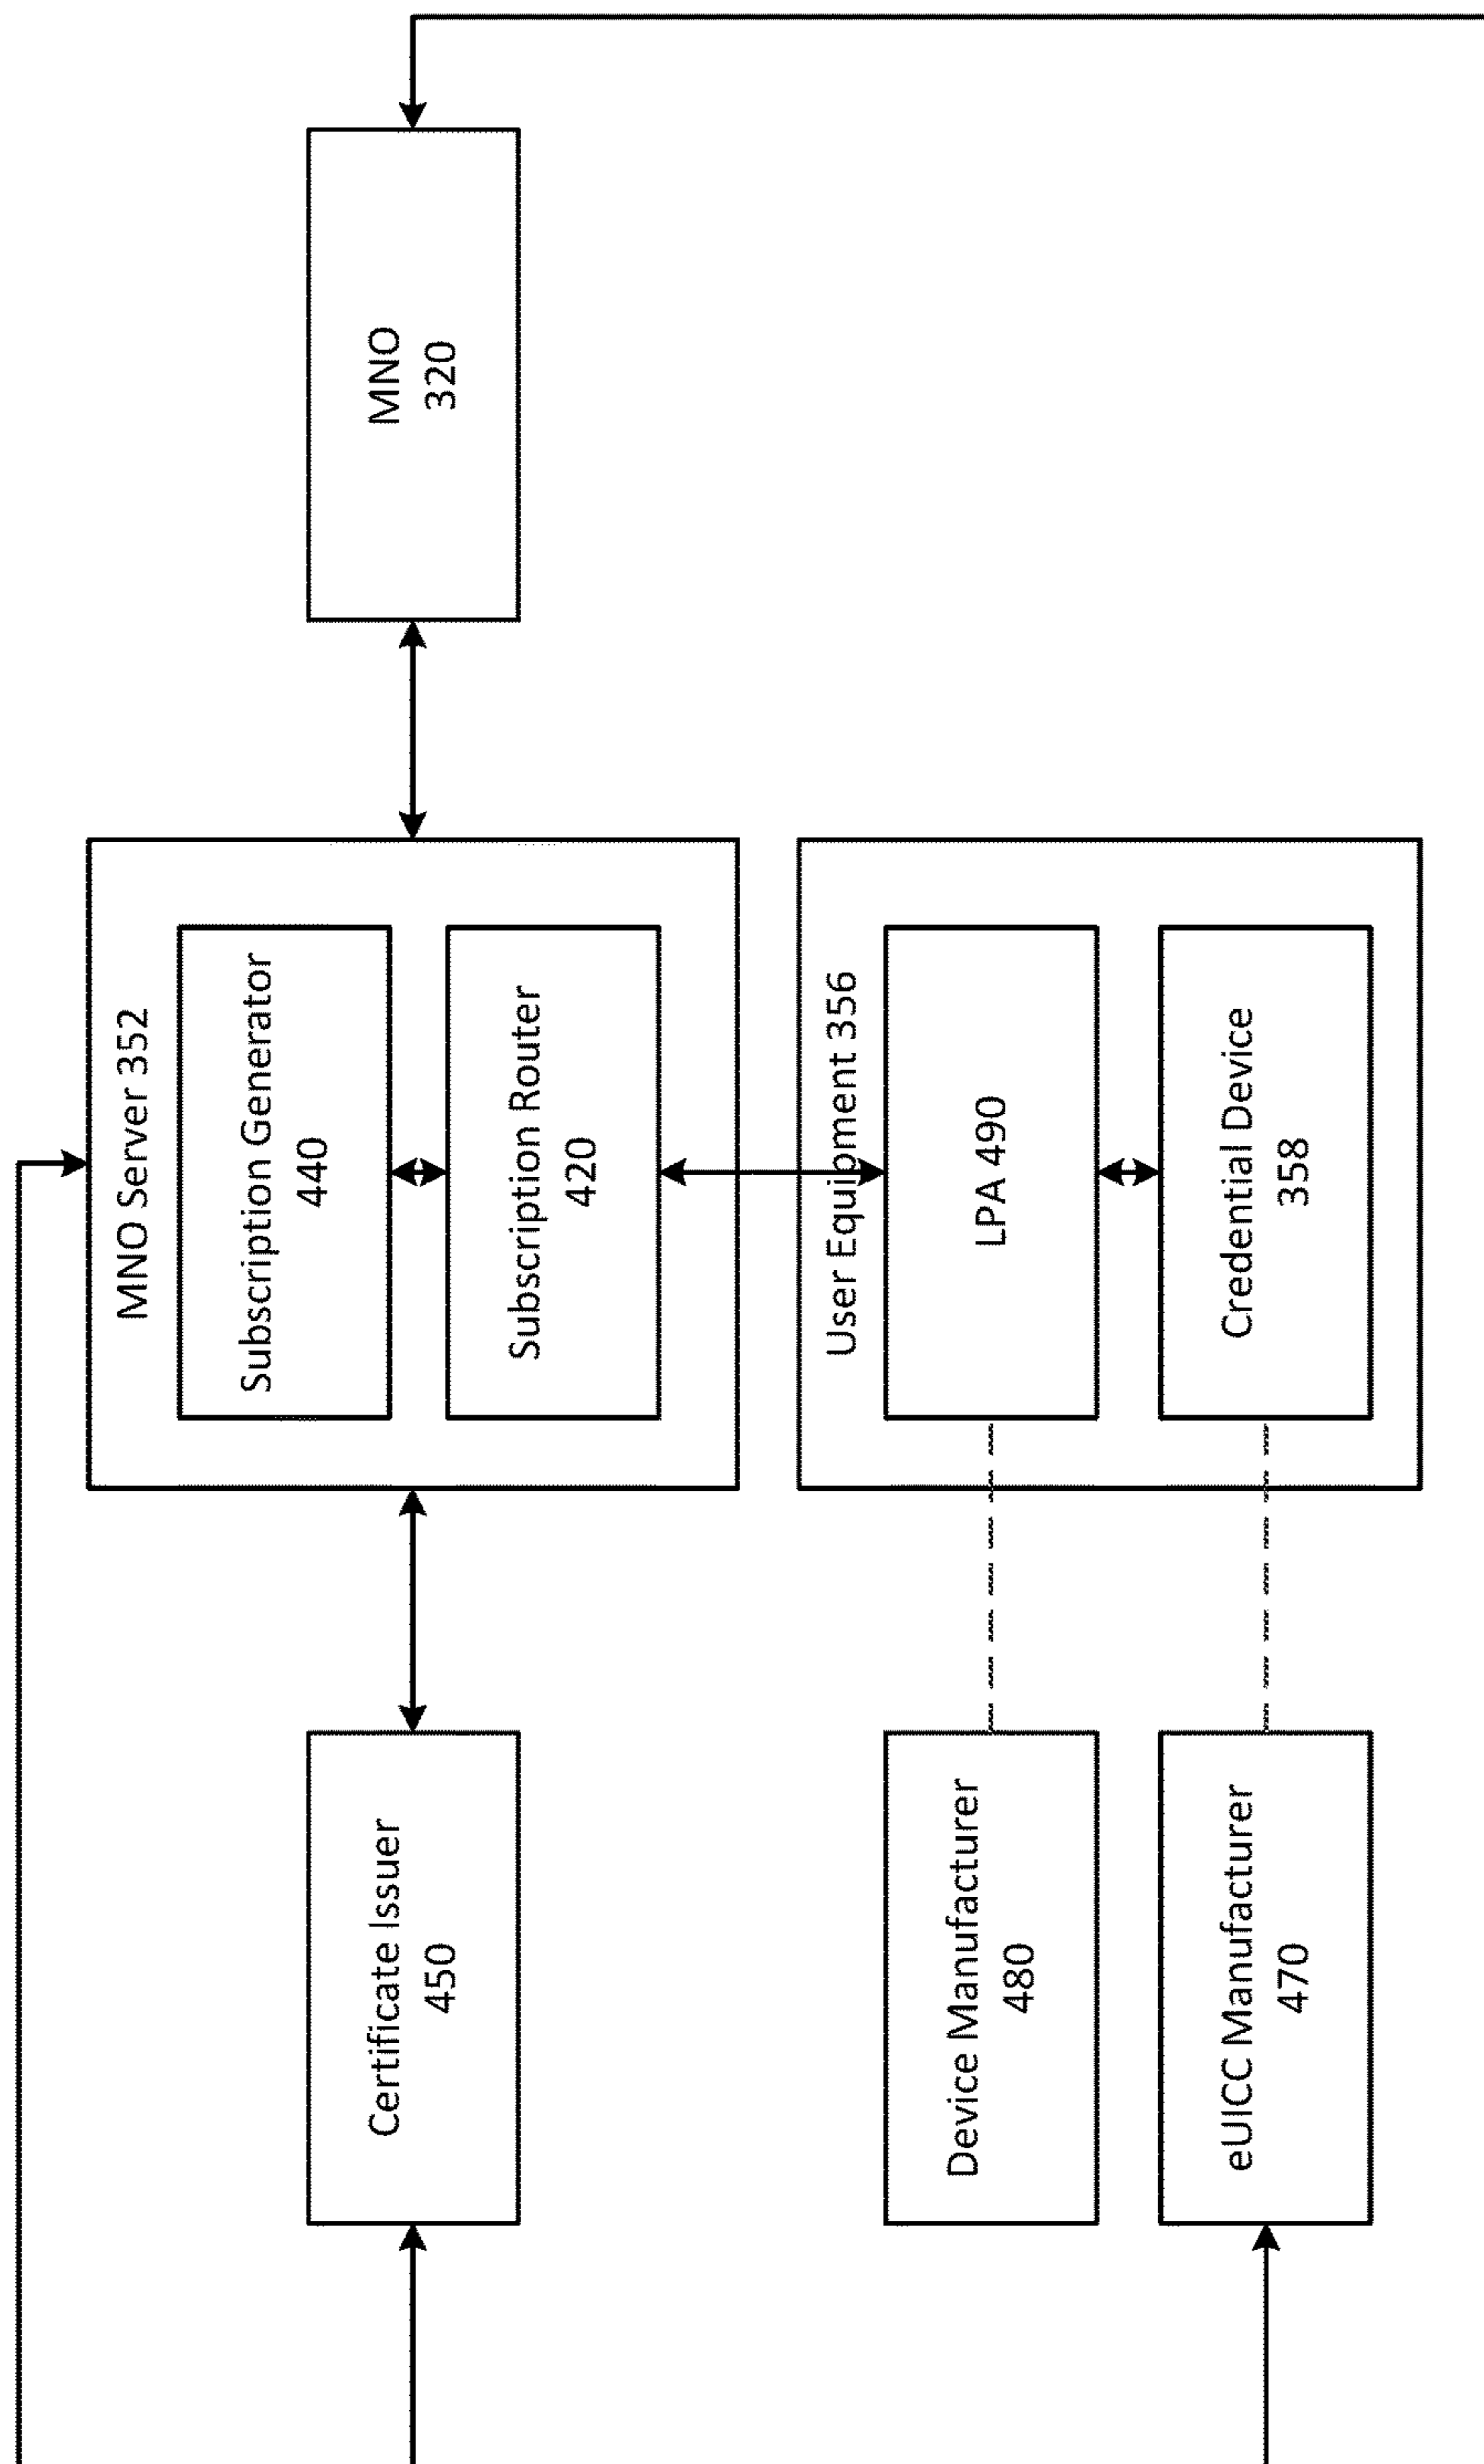 MNO Server 352
Subscription Generator
440
Certificate Issuer
450
MNO
320
Subscription Router
420
User Equipment 356
Device Manufacturer
480
LPA 490
eUICC Manufacturer
470
Credential Device
358